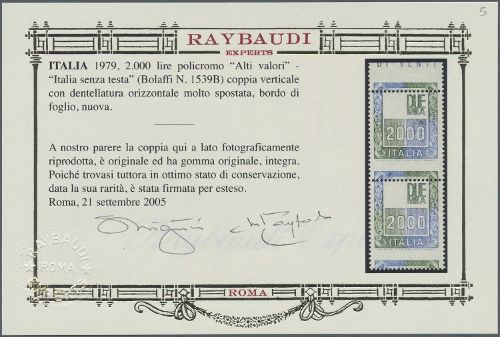 5
RAYBAUDI
EXPERTS
ITALIA 1979, 2.000 lire policromo “Alti valori” -
“Italia senza testa” (Bolaffi N. 1539B) coppia verticale
con dentellatura orizzontale molto spostata, bordo di
foglio, nuova.
A nostro parere la coppia qui a lato fotograficamente
riprodotta, è originale ed ha gomma originale, integra.
Poiché trovasi tuttora in ottimo stato di conservazione,
data la sua rarità, è stata firmata per esteso.
Roma, 21 settembre 2005
DI VENTI
DUE
MILA
2000
ITALIA
DUE
MILA
2000
ITALIA
RAYBAUDI
ROMA
ROMA